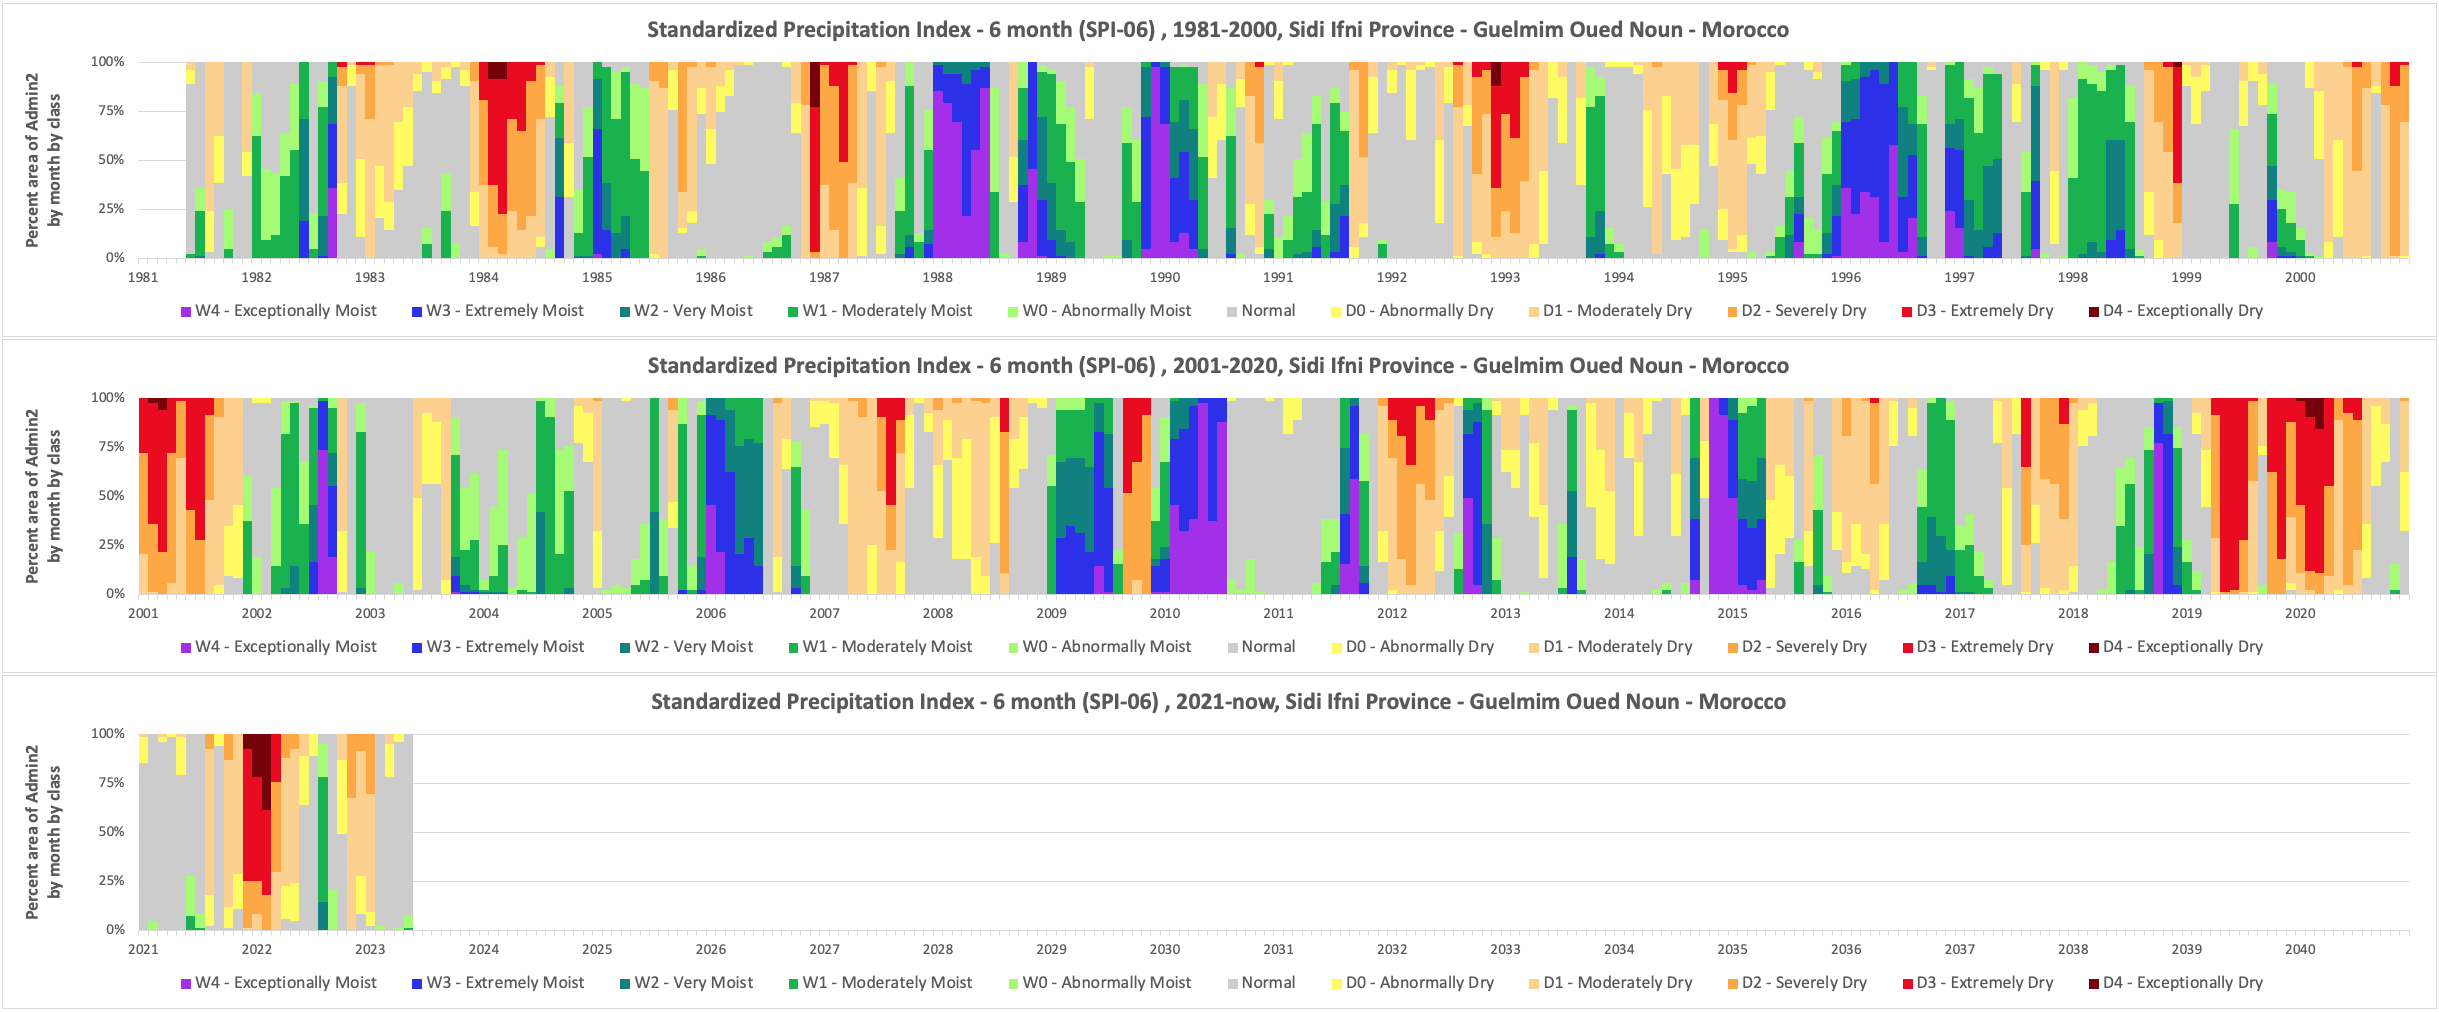 Standardized Precipitation Index - 6 month (SPI-06) , 1981-2000, Sidi Ifni Province - Guelmim Oued Noun - Morocco
Percent area of Admin2
by month by class
100%
75%
50%
25%
0%
1981 1982 1983 1984 1985 1986 1987 1988 1989 1990 1991 1992 1993 1994 1995 1996 1997 1998 1999 2000
W4 - Exceptionally Moist W3 - Extremely Moist W2 - Very Moist W1 - Moderately Moist W0 - Abnormally Moist Normal D0 - Abnormally Dry D1 - Moderately Dry D2 - Severely Dry D3 - Extremely Dry D4 - Exceptionally Dry
Standardized Precipitation Index - 6 month (SPI-06) , 2001-2020, Sidi Ifni Province - Guelmim Oued Noun - Morocco
Percent area of Admin2
by month by class
100%
75%
50%
25%
0%
2001 2002 2003 2004 2005 2006 2007 2008 2009 2010 2011 2012 2013 2014 2015 2016 2017 2018 2019 2020
W4 - Exceptionally Moist W3 - Extremely Moist W2 - Very Moist W1 - Moderately Moist W0 - Abnormally Moist Normal D0 - Abnormally Dry D1 - Moderately Dry D2 - Severely Dry D3 - Extremely Dry D4 - Exceptionally Dry
Standardized Precipitation Index - 6 month (SPI-06) , 2021-now, Sidi Ifni Province - Guelmim Oued Noun - Morocco
Percent area of Admin2
by month by class
100%
75%
50%
25%
0%
2021 2022 2023 2024 2025 2026 2027 2028 2029 2030 2031 2032 2033 2034 2035 2036 2037 2038 2039 2040
W4 - Exceptionally Moist W3 - Extremely Moist W2 - Very Moist W1 - Moderately Moist W0 - Abnormally Moist Normal D0 - Abnormally Dry D1 - Moderately Dry D2 - Severely Dry D3 - Extremely Dry D4 - Exceptionally Dry